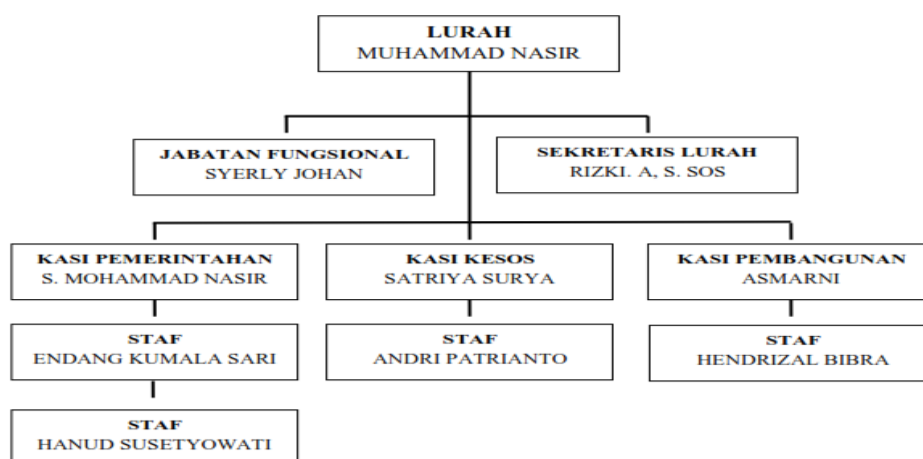 LURAH
MUHAMMAD NASIR
JABATAN FUNGSIONAL
SYERLY JOHAN
SEKRETARIS LURAH
RIZKI. A, S. SOS
KASI PEMERINTAHAN
S. MOHAMMAD NASIR
KASI KESOS
SATRIYA SURYA
KASI PEMBANGUNAN
ASMARNI
STAF
ENDANG KUMALA SARI
STAF
ANDRI PATRIANTO
STAF
HENDRIZAL BIBRA
STAF
HANUD SUSETYOWATI